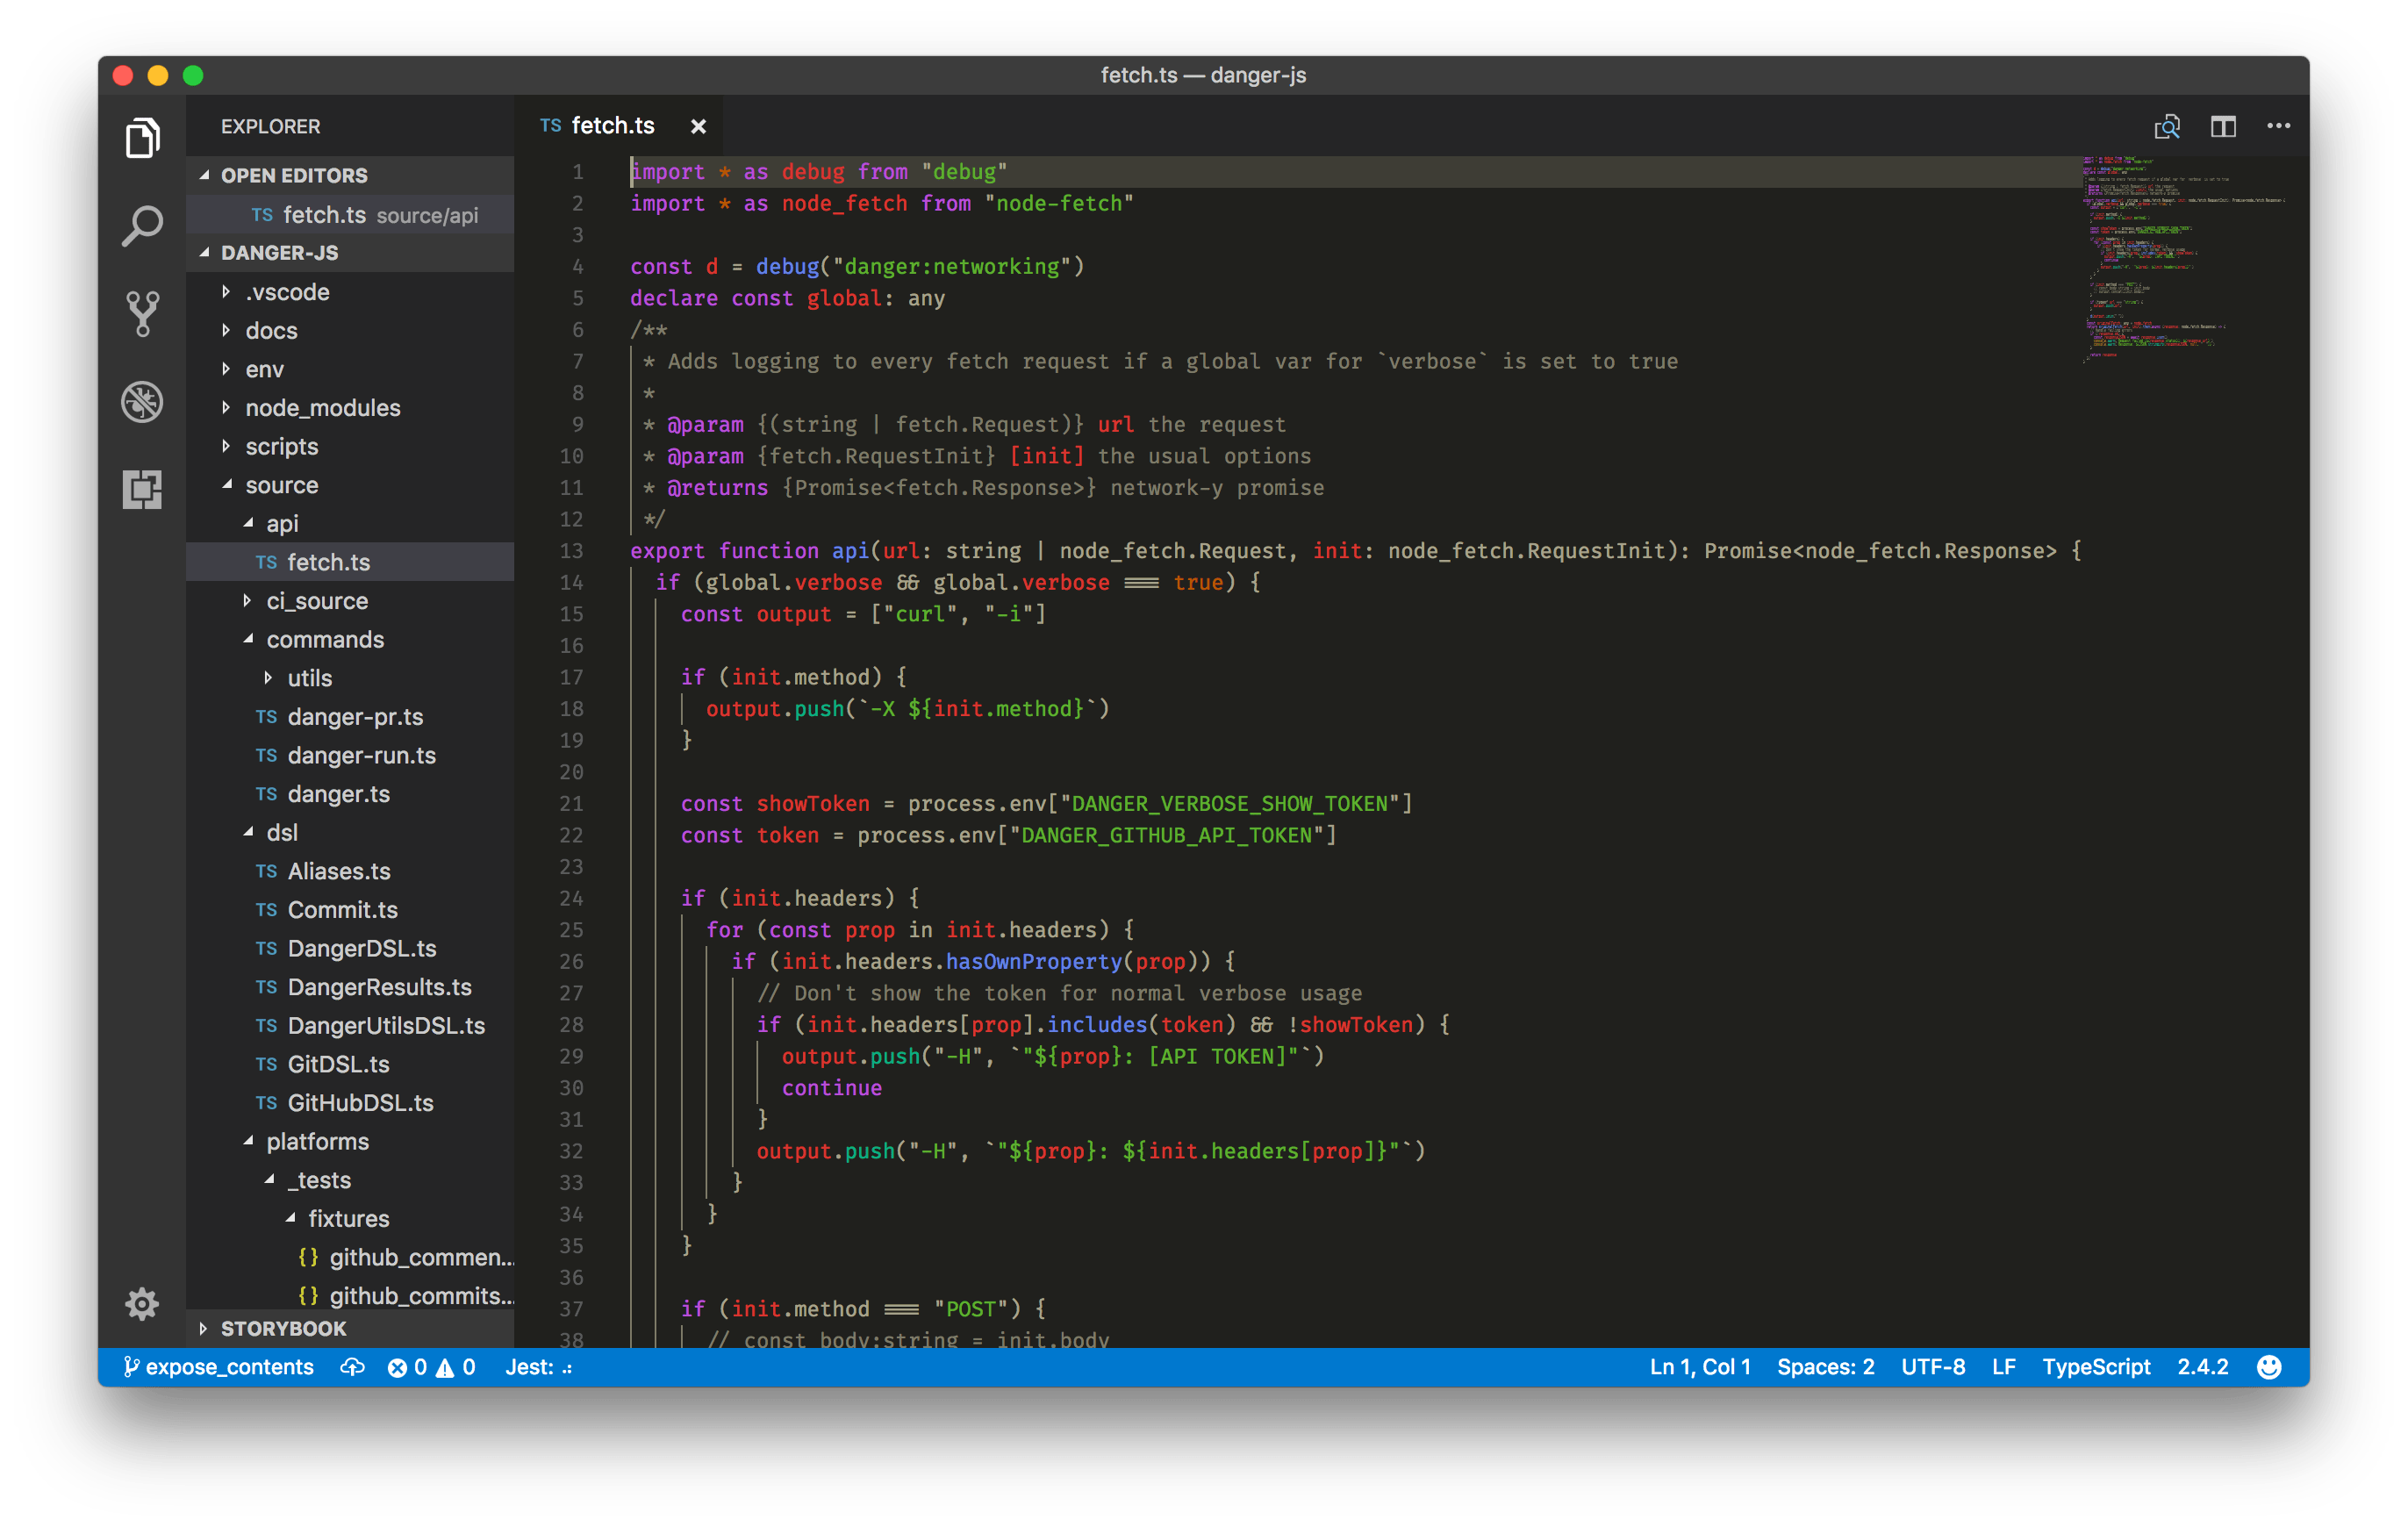 fetch.ts — danger-js
EXPLORER
OPEN EDITORS
TS fetch.ts source/api
DANGER-JS
.vscode
docs
env
node_modules
scripts
source
api
TS fetch.ts
ci_source
commands
utils
TS danger-pr.ts
TS danger-run.ts
TS danger.ts
dsl
TS Aliases.ts
TS Commit.ts
TS DangerDSL.ts
TS DangerResults.ts
TS DangerUtilsDSL.ts
TS GitDSL.ts
TS GitHubDSL.ts
platforms
_tests
fixtures
{} github_commen...
{} github_commits...
STORYBOOK
TS fetch.ts ×
1 import * as debug from "debug"
2 import * as node_fetch from "node-fetch"
3
4 const d = debug("danger:networking")
5 declare const global: any
6 /**
7 * Adds logging to every fetch request if a global var for `verbose` is set to true
8 *
9 * @param {(string | fetch.Request)} url the request
10 * @param {fetch.RequestInit} [init] the usual options
11 * @returns {Promise<fetch.Response>} network-y promise
12 */
13 export function api(url: string | node_fetch.Request, init: node_fetch.RequestInit): Promise<node_fetch.Response> {
14 if (global.verbose && global.verbose === true) {
15 const output = ["curl", "-i"]
16
17 if (init.method) {
18 output.push(`-X ${init.method}`)
19 }
20
21 const showToken = process.env["DANGER_VERBOSE_SHOW_TOKEN"]
22 const token = process.env["DANGER_GITHUB_API_TOKEN"]
23
24 if (init.headers) {
25 for (const prop in init.headers) {
26 if (init.headers.hasOwnProperty(prop)) {
27 // Don't show the token for normal verbose usage
28 if (init.headers[prop].includes(token) && !showToken) {
29 output.push("-H", `"${prop}: [API TOKEN]"`)
30 continue
31 }
32 output.push("-H", `"${prop}: ${init.headers[prop]}"`)
33 }
34 }
35 }
36
37 if (init.method === "POST") {
38 // const body:string = init.body
expose_contents 0 0 Jest: .: Ln 1, Col 1 Spaces: 2 UTF-8 LF TypeScript 2.4.2